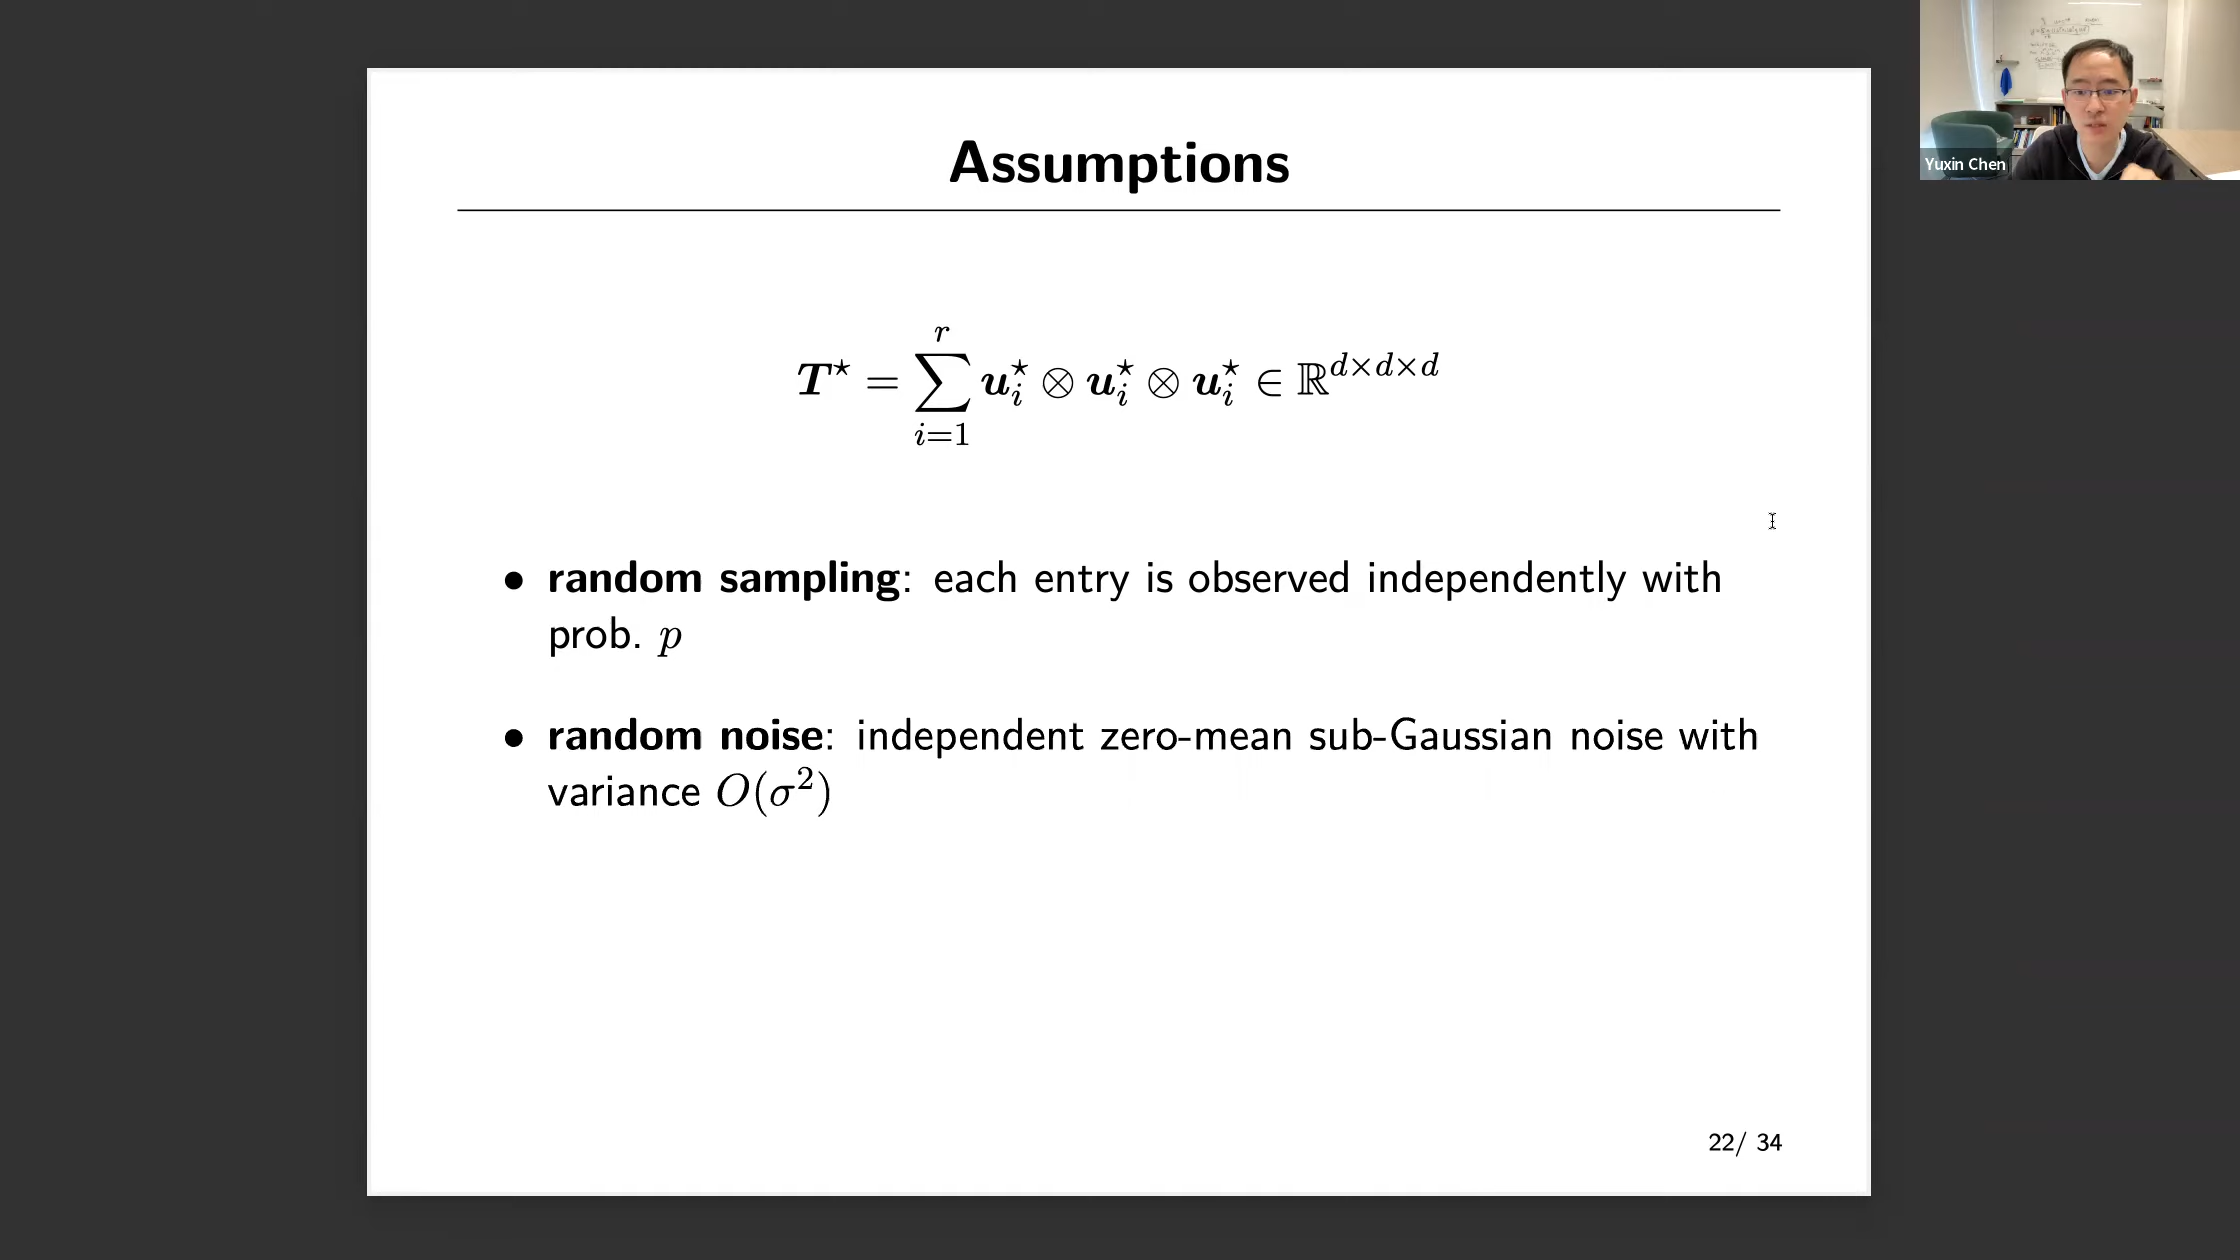 Assumptions
Yuxin Chen
T⋆ = ∑_{i=1}^{r} u_i⋆ ⊗ u_i⋆ ⊗ u_i⋆ ∈ ℝ^{d×d×d}
• random sampling: each entry is observed independently with
prob. p
• random noise: independent zero-mean sub-Gaussian noise with
variance O(σ²)
22/ 34